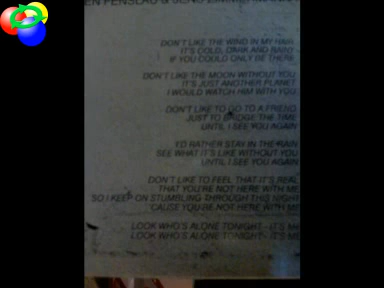 DON'T LIKE THE WIND IN MY HAIR
IT'S COLD, DARK AND RAINY
IF YOU COULD ONLY BE THERE
DON'T LIKE THE MOON WITHOUT YOU
IT'S JUST ANOTHER PLANET
I WOULD WATCH HIM WITH YOU
DON'T LIKE TO GO TO A FRIEND
JUST TO BRIDGE THE TIME
UNTIL I SEE YOU AGAIN
I'D RATHER STAY IN THE RAIN
SEE WHAT IT'S LIKE WITHOUT YOU
UNTIL I SEE YOU AGAIN
DON'T LIKE TO FEEL THAT IT'S REAL
THAT YOU'RE NOT HERE WITH ME
SO I KEEP ON STUMBLING THROUGH THIS NIGHT
'CAUSE YOU'RE NOT HERE WITH ME
LOOK WHO'S ALONE TONIGHT - IT'S ME
LOOK WHO'S ALONE TONIGHT - IT'S ME